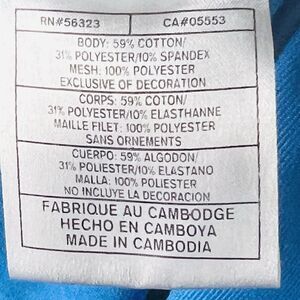 RN#56323 CA#05553
BODY: 59% COTTON/
31% POLYESTER/10% SPANDEX
MESH: 100% POLYESTER
EXCLUSIVE OF DECORATION
CORPS: 59% COTON/
31% POLYESTER/10% ELASTHANNE
MAILLE FILET: 100% POLYESTER
SANS ORNEMENTS
CUERPO: 59% ALGODON/
31% POLIESTER/10% ELASTANO
MALLA: 100% POLIESTER
NO INCLUYE LA DECORACION
FABRIQUE AU CAMBODGE
HECHO EN CAMBOYA
MADE IN CAMBODIA